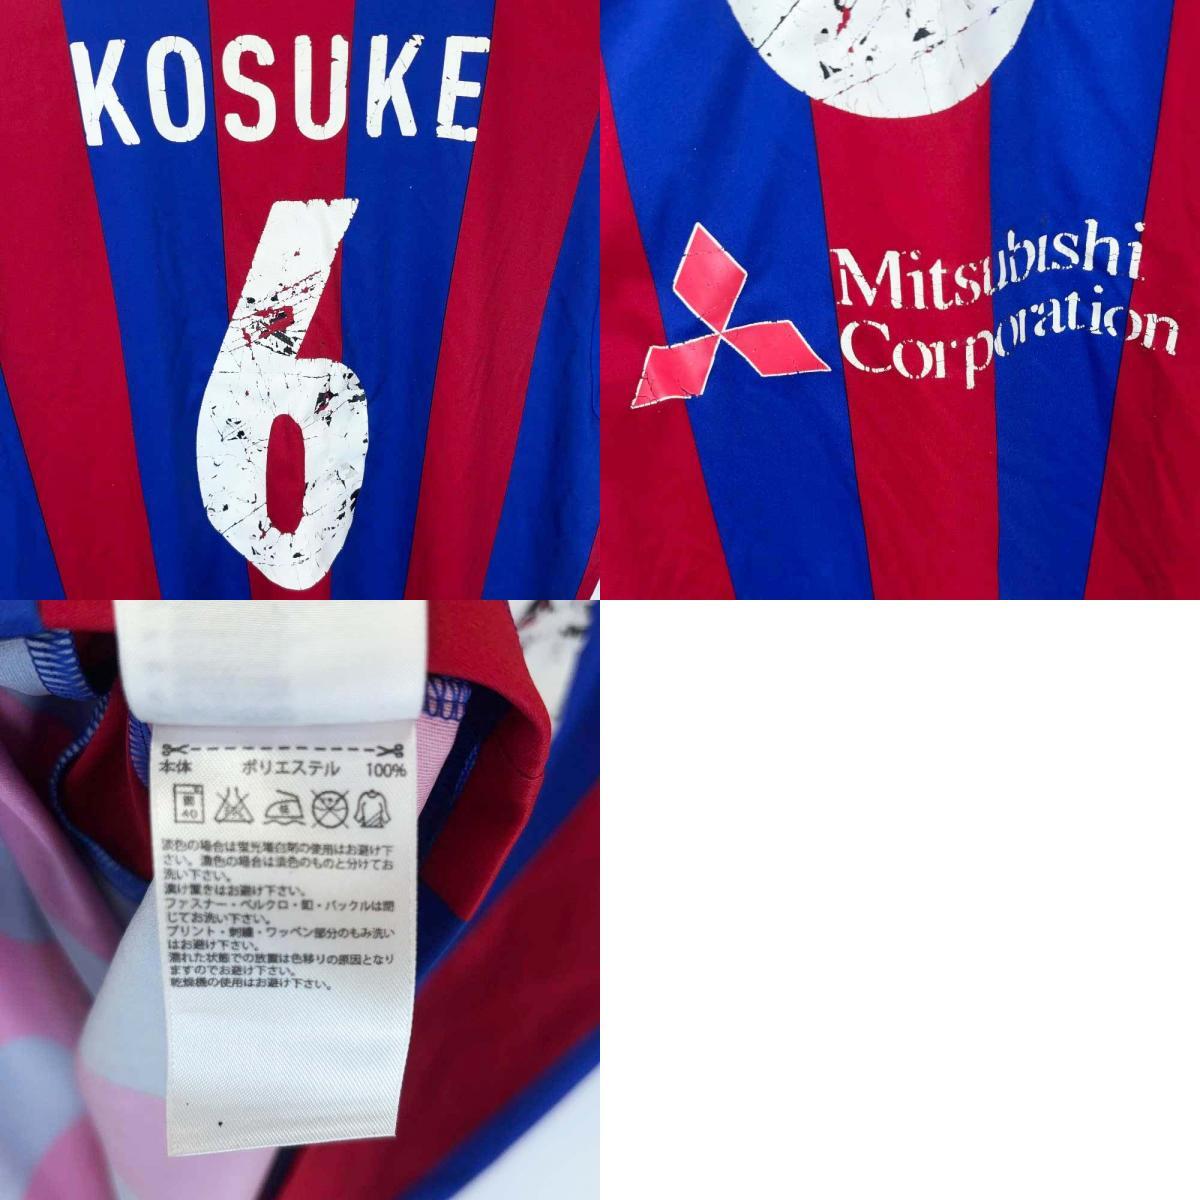 KOSUKE
6
Mitsubishi
Corporation
本体 ポリエステル 100%
40
低
淡色の場合は蛍光増白剤の使用はお避け下
さい。濃色の場合は淡色のものと分けてお
洗い下さい。
漬け置きはお避け下さい。
ファスナー・ベルクロ・釦・バックルは閉
じてお洗い下さい。
プリント・刺繍・ワッペン部分のもみ洗い
はお避け下さい。
濡れた状態での放置は色移りの原因となり
ますのでお避け下さい。
乾燥機の使用はお避け下さい。